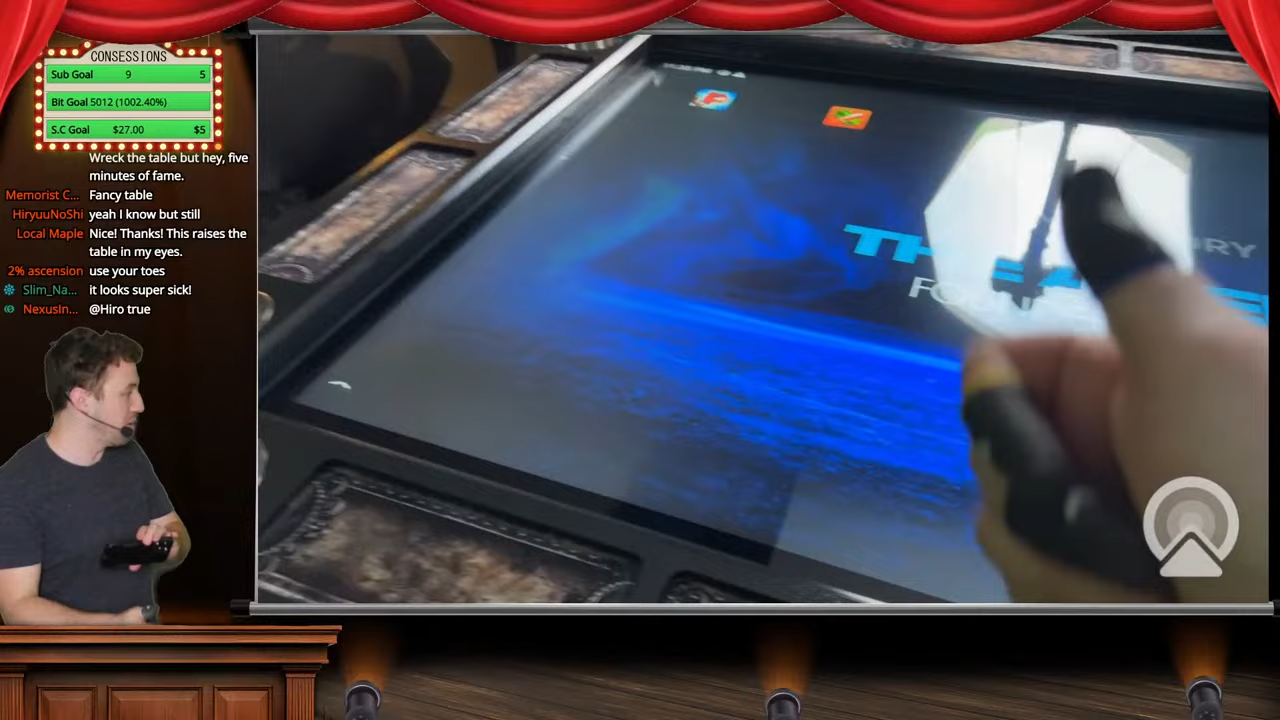 CONSESSIONS
Sub Goal 9 5
Bit Goal 5012 (1002.40%)
S.C Goal $27.00 $5
Wreck the table but hey, five
minutes of fame.
Memorist C... Fancy table
HiryuuNoShi yeah I know but still
Local Maple Nice! Thanks! This raises the
table in my eyes.
2% ascension use your toes
Slim_Na... it looks super sick!
Nexusin... @Hiro true